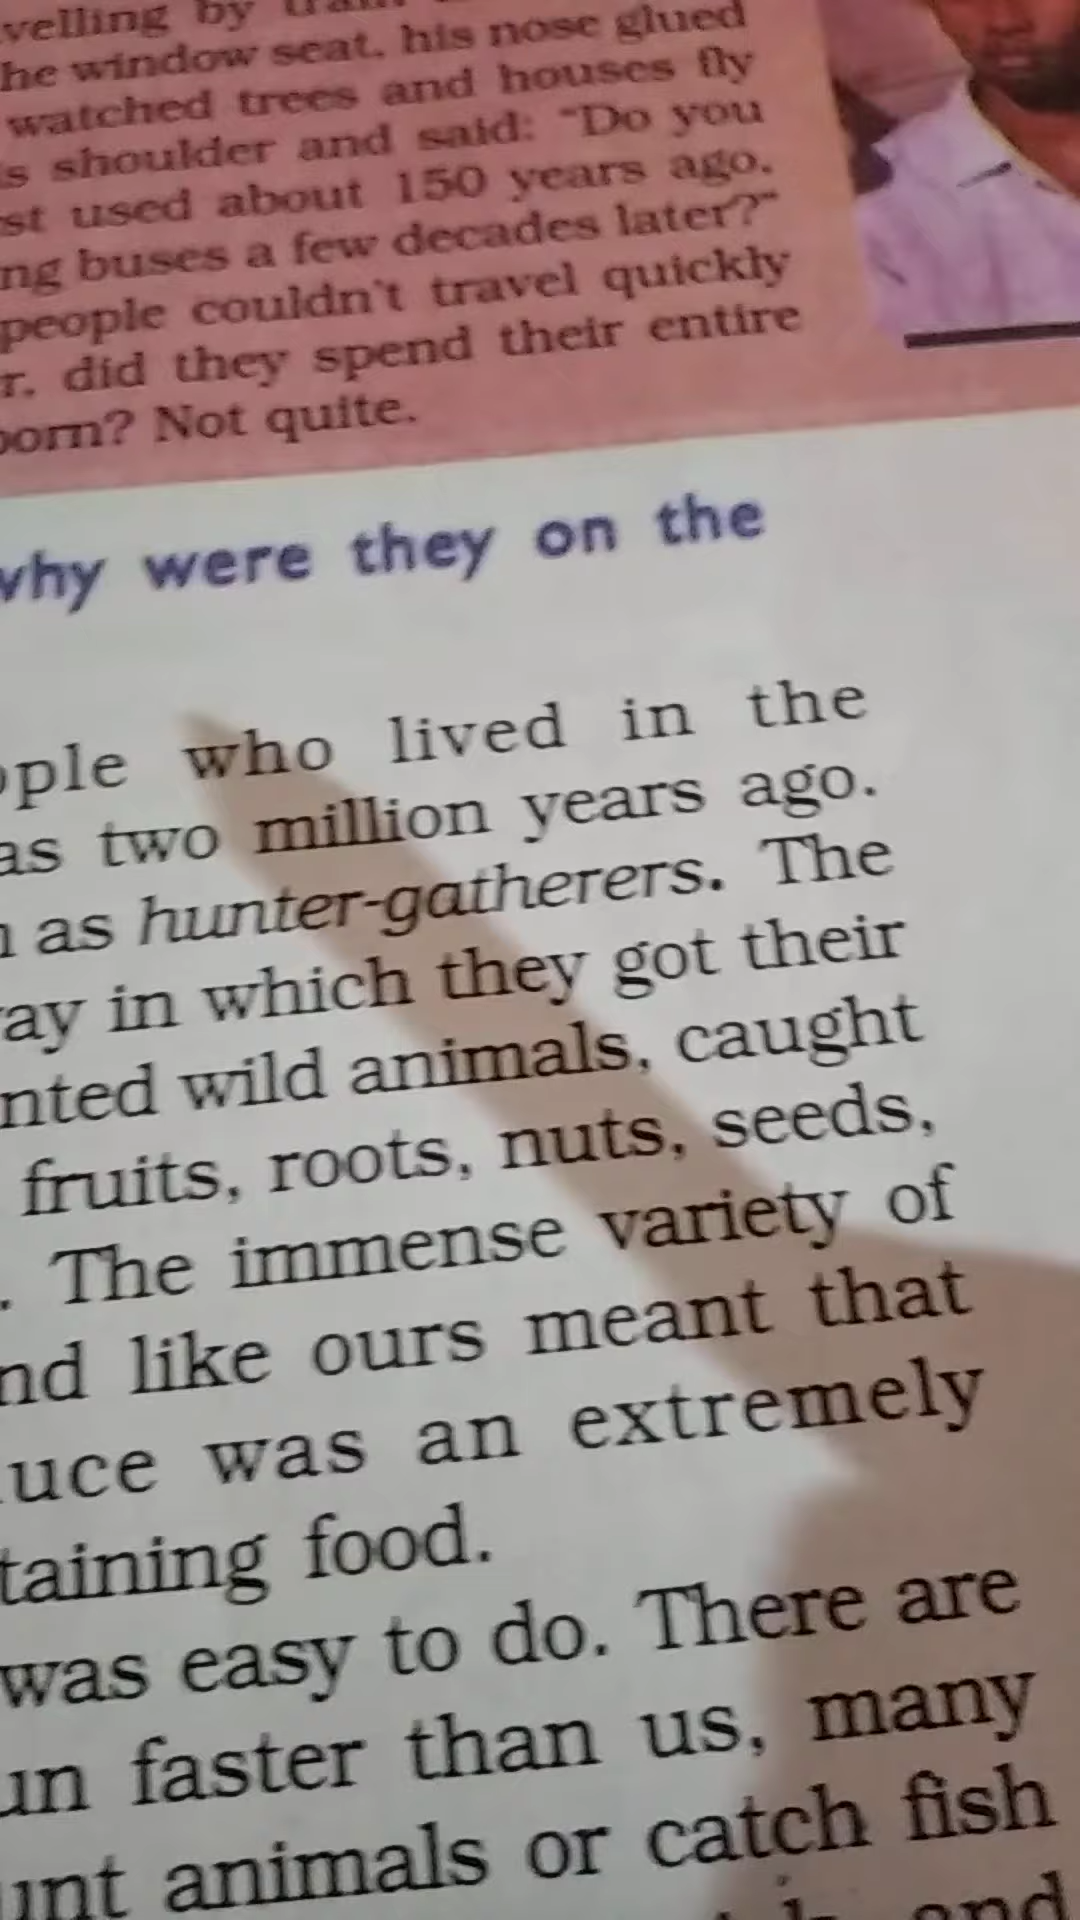 velling by train
he window seat, his nose glued
watched trees and houses fly
s shoulder and said: "Do you
st used about 150 years ago,
ng buses a few decades later?"
people couldn't travel quickly
r, did they spend their entire
born? Not quite.
why were they on the
ople who lived in the
as two million years ago.
n as hunter-gatherers. The
ay in which they got their
nted wild animals, caught
fruits, roots, nuts, seeds,
. The immense variety of
nd like ours meant that
uce was an extremely
taining food.
was easy to do. There are
un faster than us, many
unt animals or catch fish
and